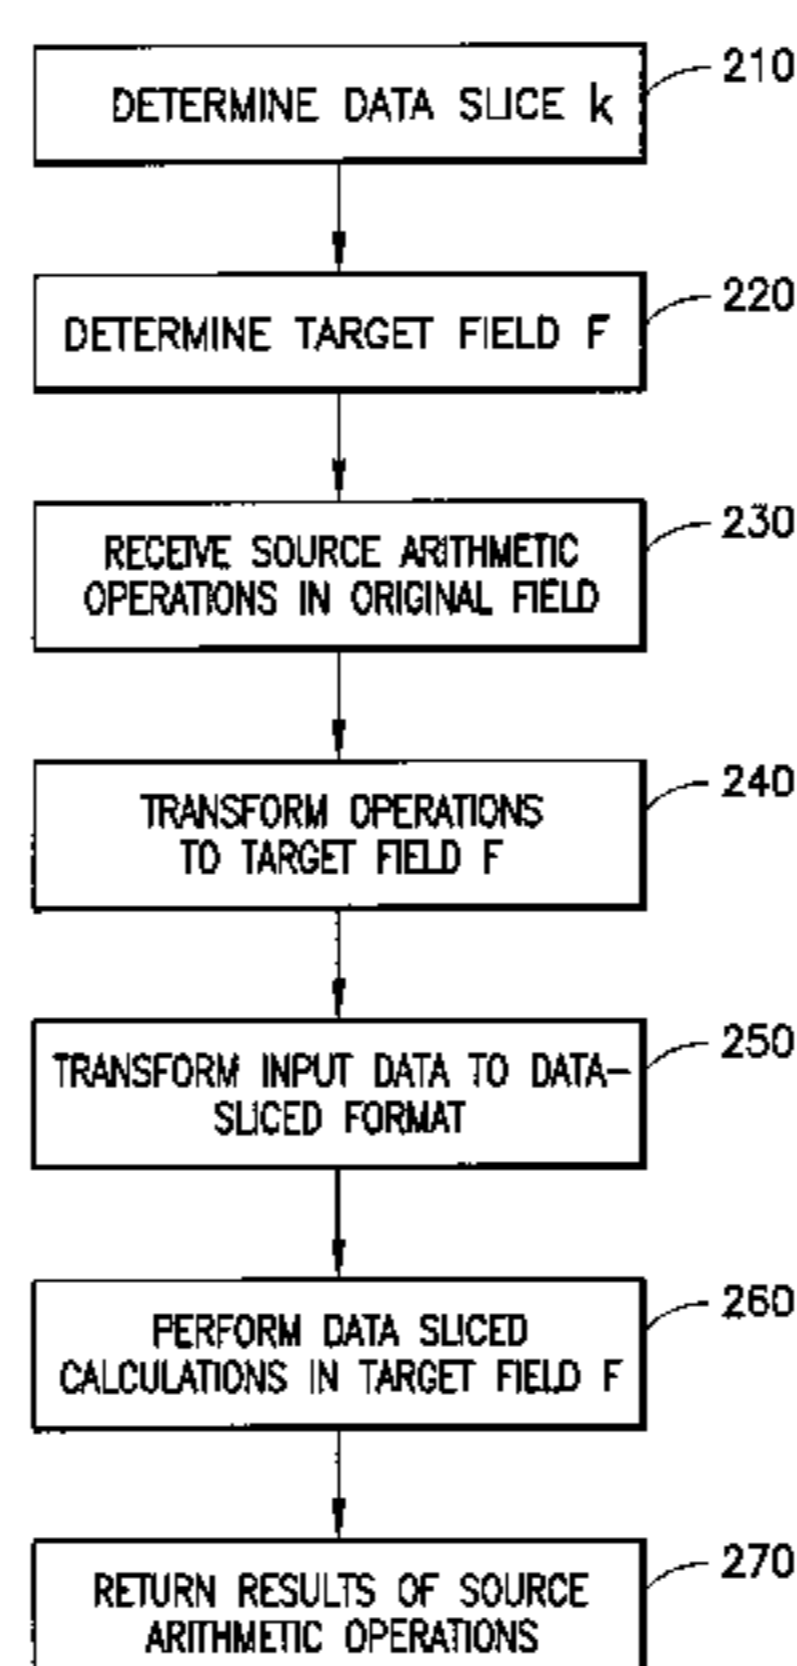 DETERMINE DATA SLICE k
210
DETERMINE TARGET FIELD F
220
RECEIVE SOURCE ARITHMETIC
OPERATIONS IN ORIGINAL FIELD
230
TRANSFORM OPERATIONS
TO TARGET FIELD F
240
TRANSFORM INPUT DATA TO DATA-
SLICED FORMAT
250
PERFORM DATA SLICED
CALCULATIONS IN TARGET FIELD F
260
RETURN RESULTS OF SOURCE
ARITHMETIC OPERATIONS
270